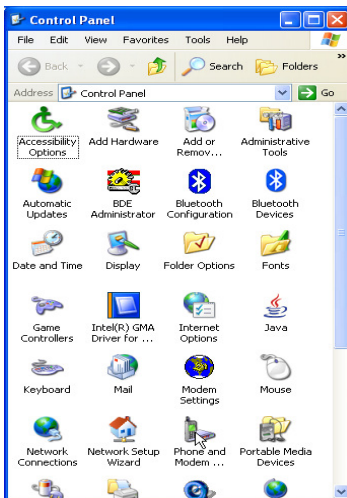 Control Panel
File Edit View Favorites Tools Help
Back Search Folders
Address Control Panel Go
Accessibility Options
Add Hardware
Add or Remov...
Administrative Tools
Automatic Updates
BDE Administrator
Bluetooth Configuration
Bluetooth Devices
Date and Time
Display
Folder Options
Fonts
Game Controllers
Intel(R) GMA Driver for ...
Internet Options
Java
Keyboard
Mail
Modem Settings
Mouse
Network Connections
Network Setup Wizard
Phone and Modem ...
Portable Media Devices